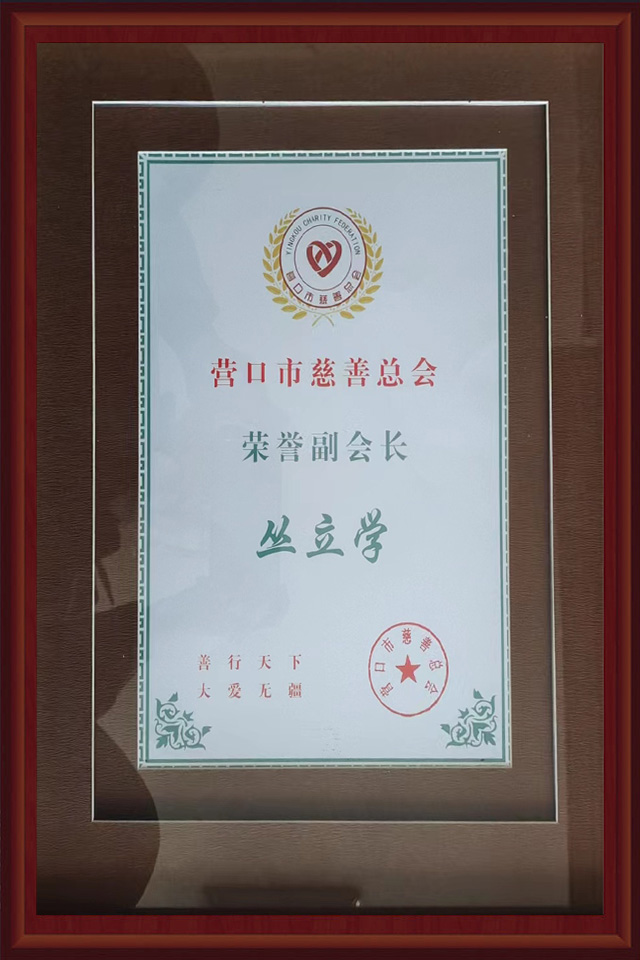 YINGKOU CHARITY FEDERATION
营口市慈善总会
营口市慈善总会
荣誉副会长
丛立学
善行天下
大爱无疆
营口市慈善总会